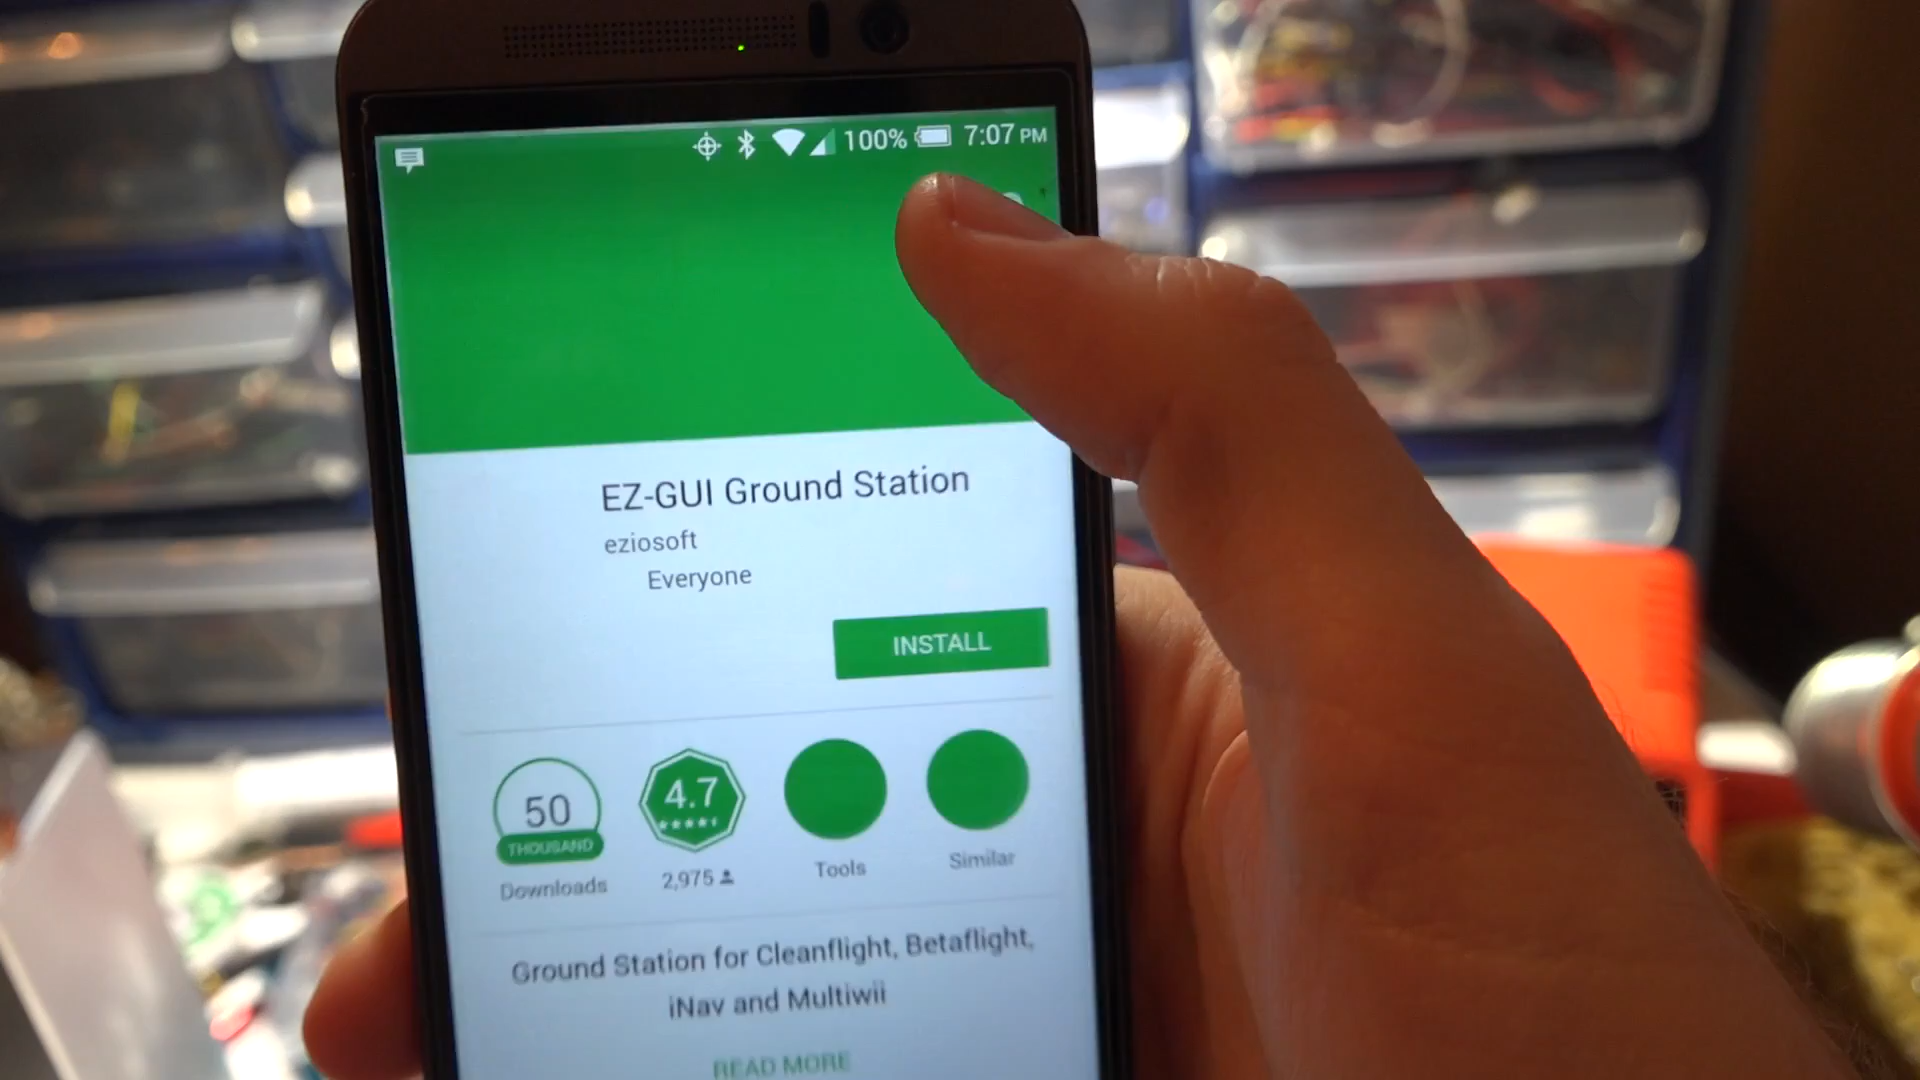 100% 7:07 PM
EZ-GUI Ground Station
eziosoft
Everyone
INSTALL
50
THOUSAND
Downloads
4.7
2,975
Tools
Similar
Ground Station for Cleanflight, Betaflight,
iNav and Multiwii
READ MORE